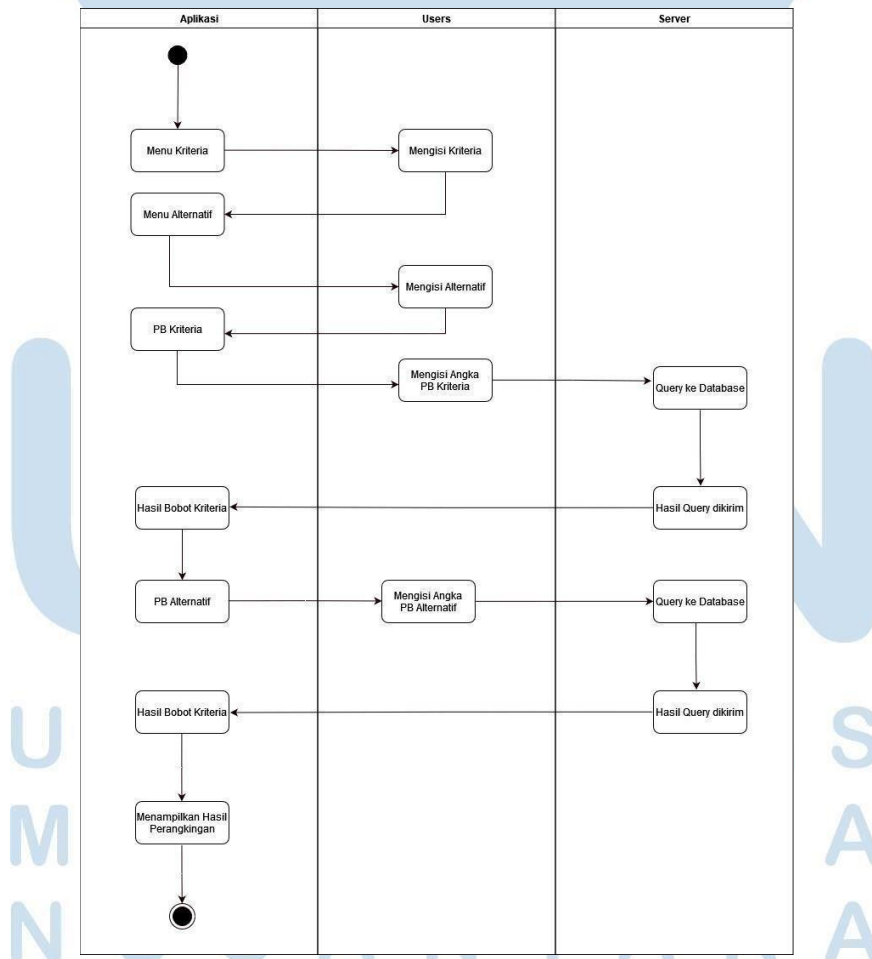 Aplikasi
Users
Server
Menu Kriteria
Mengisi Kriteria
Menu Alternatif
Mengisi Alternatif
PB Kriteria
Mengisi Angka
PB Kriteria
Query ke Database
Hasil Bobot Kriteria
Hasil Query dikirim
PB Alternatif
Mengisi Angka
PB Alternatif
Query ke Database
Hasil Bobot Kriteria
Hasil Query dikirim
Menampilkan Hasil
Perangkingan
U
S
M
A
N
A